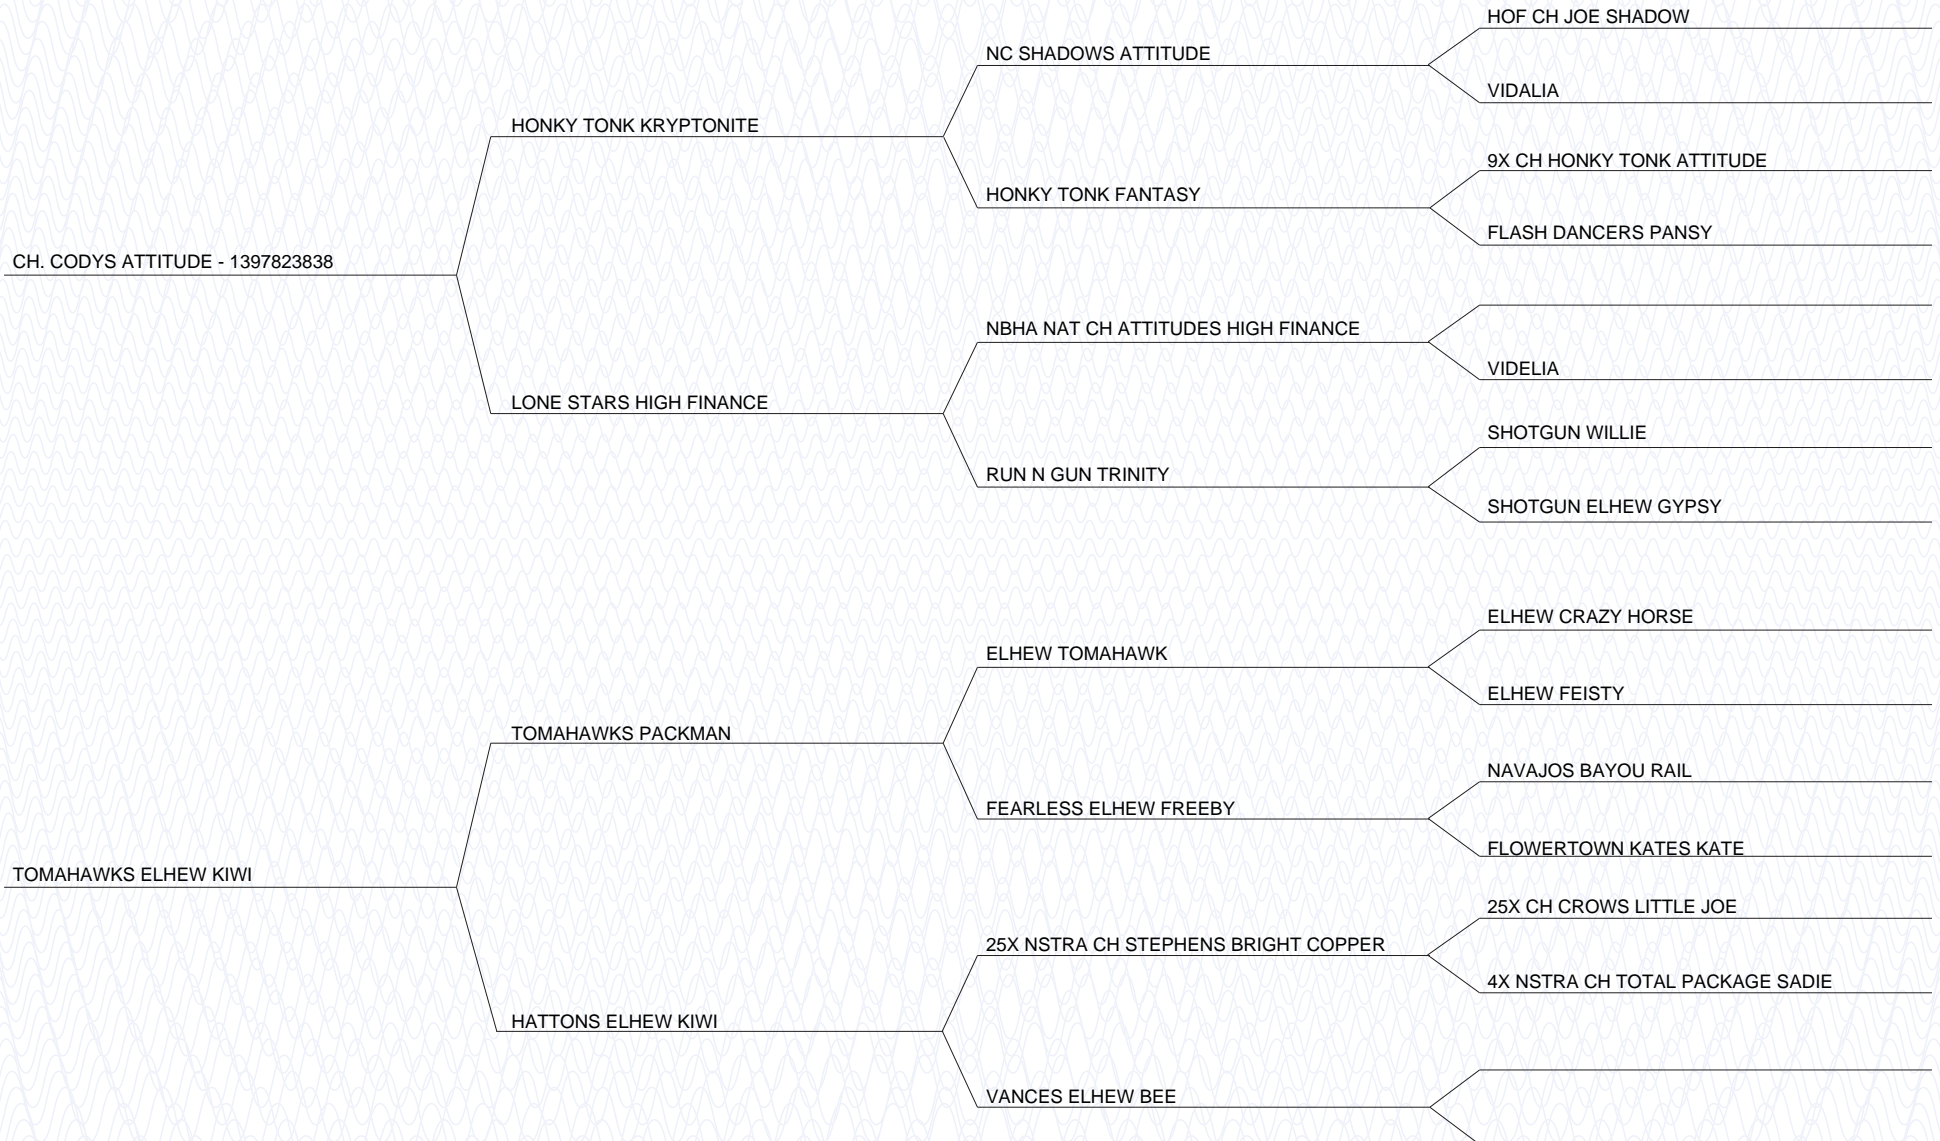 HOF CH JOE SHADOW
NC SHADOWS ATTITUDE
VIDALIA
HONKY TONK KRYPTONITE
9X CH HONKY TONK ATTITUDE
HONKY TONK FANTASY
FLASH DANCERS PANSY
CH. CODYS ATTITUDE - 1397823838
NBHA NAT CH ATTITUDES HIGH FINANCE
VIDELIA
LONE STARS HIGH FINANCE
SHOTGUN WILLIE
RUN N GUN TRINITY
SHOTGUN ELHEW GYPSY
ELHEW CRAZY HORSE
ELHEW TOMAHAWK
ELHEW FEISTY
TOMAHAWKS PACKMAN
NAVAJOS BAYOU RAIL
FEARLESS ELHEW FREEBY
FLOWERTOWN KATES KATE
TOMAHAWKS ELHEW KIWI
25X CH CROWS LITTLE JOE
25X NSTRA CH STEPHENS BRIGHT COPPER
4X NSTRA CH TOTAL PACKAGE SADIE
HATTONS ELHEW KIWI
VANCES ELHEW BEE